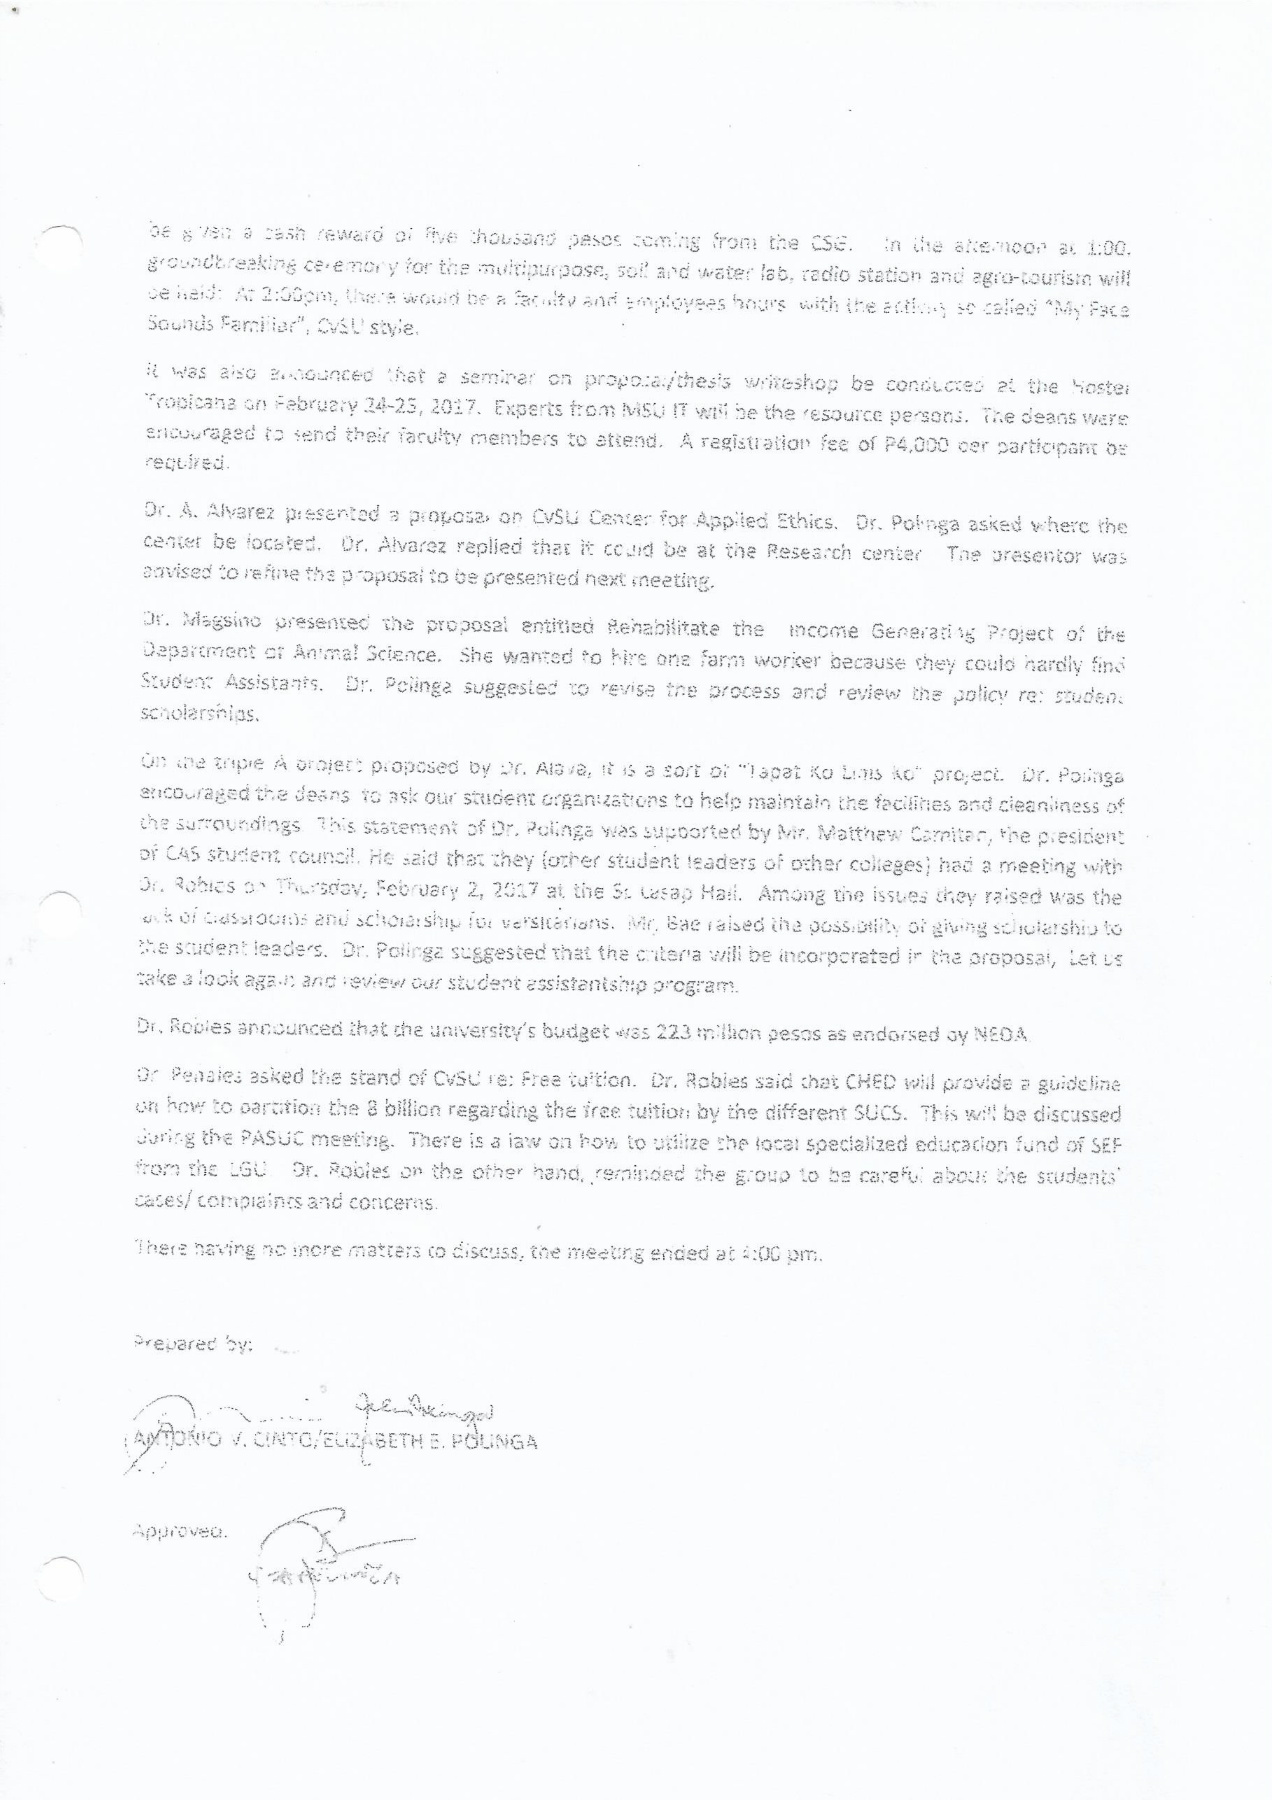 be given a cash reward of five thousand pesos coming from the CSG. In the afternoon at 1:00,
groundbreaking ceremony for the multipurpose, soil and water lab, radio station and agro-tourism will
be held. At 2:00pm, there would be a faculty and employees hours with the activity so called "My Face
Sounds Familiar", CvSU style.
It was also announced that a seminar on proposal/thesis writeshop be conducted at the
Tropicana on February 24-25, 2017. Experts from MSU IT will be the resource persons. The deans were
encouraged to send their faculty members to attend. A registration fee of P4,000 per participant be
required.
Dr. A. Alvarez presented a proposal on CvSU Center for Applied Ethics. Dr. Polinga asked where the
center be located. Dr. Alvarez replied that it could be at the Research center The presentor was
advised to refine the proposal to be presented next meeting.
Dr. Magsino presented the proposal entitled Rehabilitate the Income Generating Project of the
Department of Animal Science. She wanted to hire one farm worker because they could hardly find
Student Assistants. Dr. Polinga suggested to revise the process and review the policy re: student
scholarships.
On the triple A project proposed by Dr. Alava, it is a sort of "Tapat Ko Linis ko" project. Dr. Polinga
encouraged the deans to ask our student organizations to help maintain the facilities and cleanliness of
the surroundings This statement of Dr. Polinga was supported by Mr. Matthew the president
of CAS student council. He said that they (other student leaders of other colleges) had a meeting with
Dr. Robles on Thursday, February 2, 2017 at the Hall. Among the issues they raised was the
lack of classrooms and scholarship for varsitarians. Mr. Bae raised the possibility of giving scholarship to
the student leaders. Dr. Polinga suggested that the criteria will be incorporated in the proposal, Let us
take a look again and review our student assistantship program.
Dr. Robles announced that the university's budget was 223 million pesos as endorsed by NEDA
Dr Penales asked the stand of CvSU re: Free tuition. Dr. Robles said that CHED will provide a guideline
on how to partition the 8 billion regarding the free tuition by the different SUCS. This will be discussed
during the PASUC meeting. There is a law on how to utilize the local specialized education fund of SEF
from the LGU Dr. Robles on the other hand, reminded the group to be careful about the students'
cases/ complaints and concerns.
There having no more matters to discuss, the meeting ended at 4:00 pm.
Prepared by:
ANTONIO V. CINTO/ELIZABETH E. POLINGA
Approved: